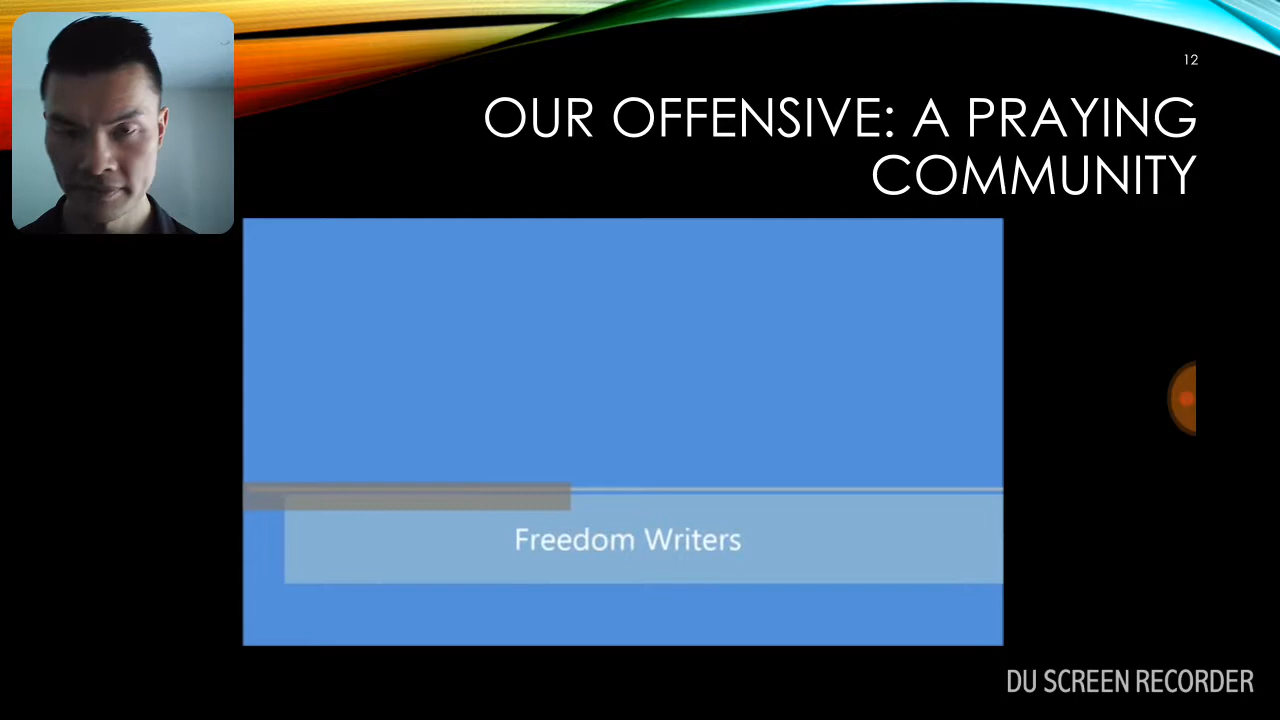 12
OUR OFFENSIVE: A PRAYING
COMMUNITY
Freedom Writers
DU SCREEN RECORDER